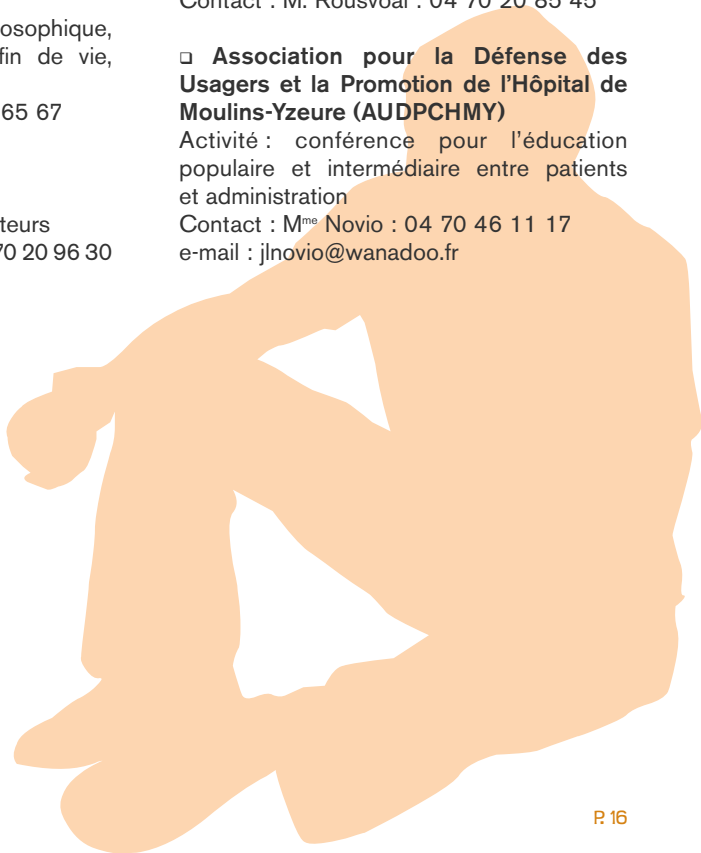 osophique,
fin de vie,
65 67
teurs
70 20 96 30
Contact : M. Rousvoal : 04 70 20 85 45
❑ Association pour la Défense des
Usagers et la Promotion de l’Hôpital de
Moulins-Yzeure (AUDPCHMY)
Activité : conférence pour l’éducation
populaire et intermédiaire entre patients
et administration
Contact : Mme Novio : 04 70 46 11 17
e-mail : jlnovio@wanadoo.fr
P. 16